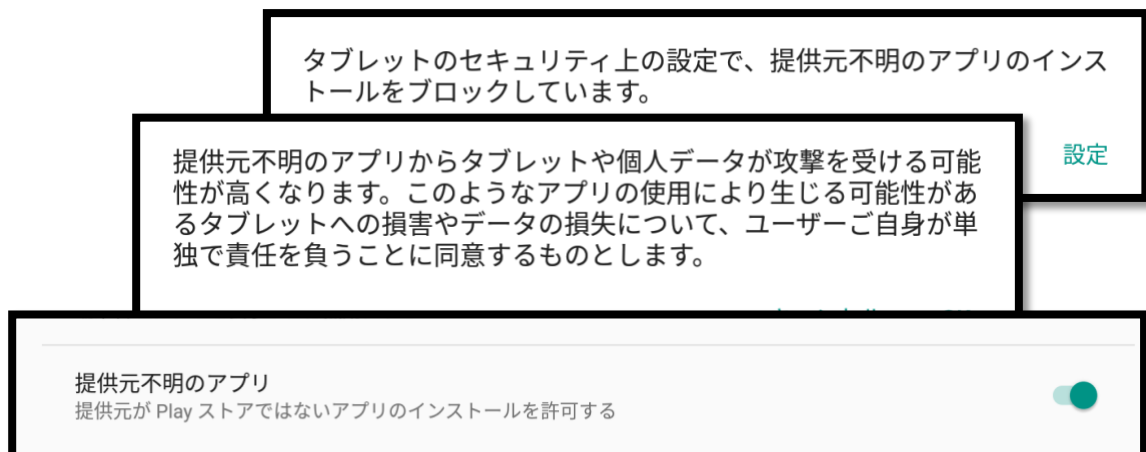 タブレットのセキュリティ上の設定で、提供元不明のアプリのインス
トールをブロックしています。
設定
提供元不明のアプリからタブレットや個人データが攻撃を受ける可能
性が高くなります。このようなアプリの使用により生じる可能性があ
るタブレットへの損害やデータの損失について、ユーザーご自身が単
独で責任を負うことに同意するものとします。
提供元不明のアプリ
提供元が Play ストアではないアプリのインストールを許可する